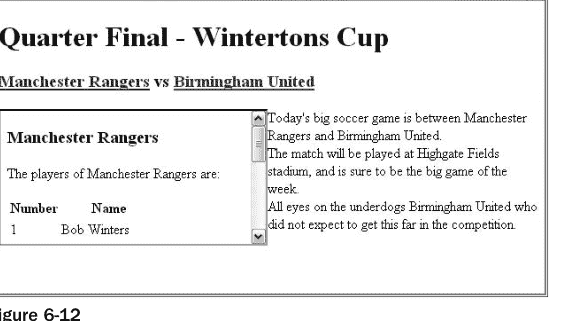 Quarter Final - Wintertons Cup
Manchester Rangers vs Birmingham United
Manchester Rangers
The players of Manchester Rangers are:
Number Name
1 Bob Winters
Today's big soccer game is between Manchester
Rangers and Birmingham United.
The match will be played at Highgate Fields
stadium, and is sure to be the big game of the
week.
All eyes on the underdogs Birmingham United who
did not expect to get this far in the competition.
igure 6-12